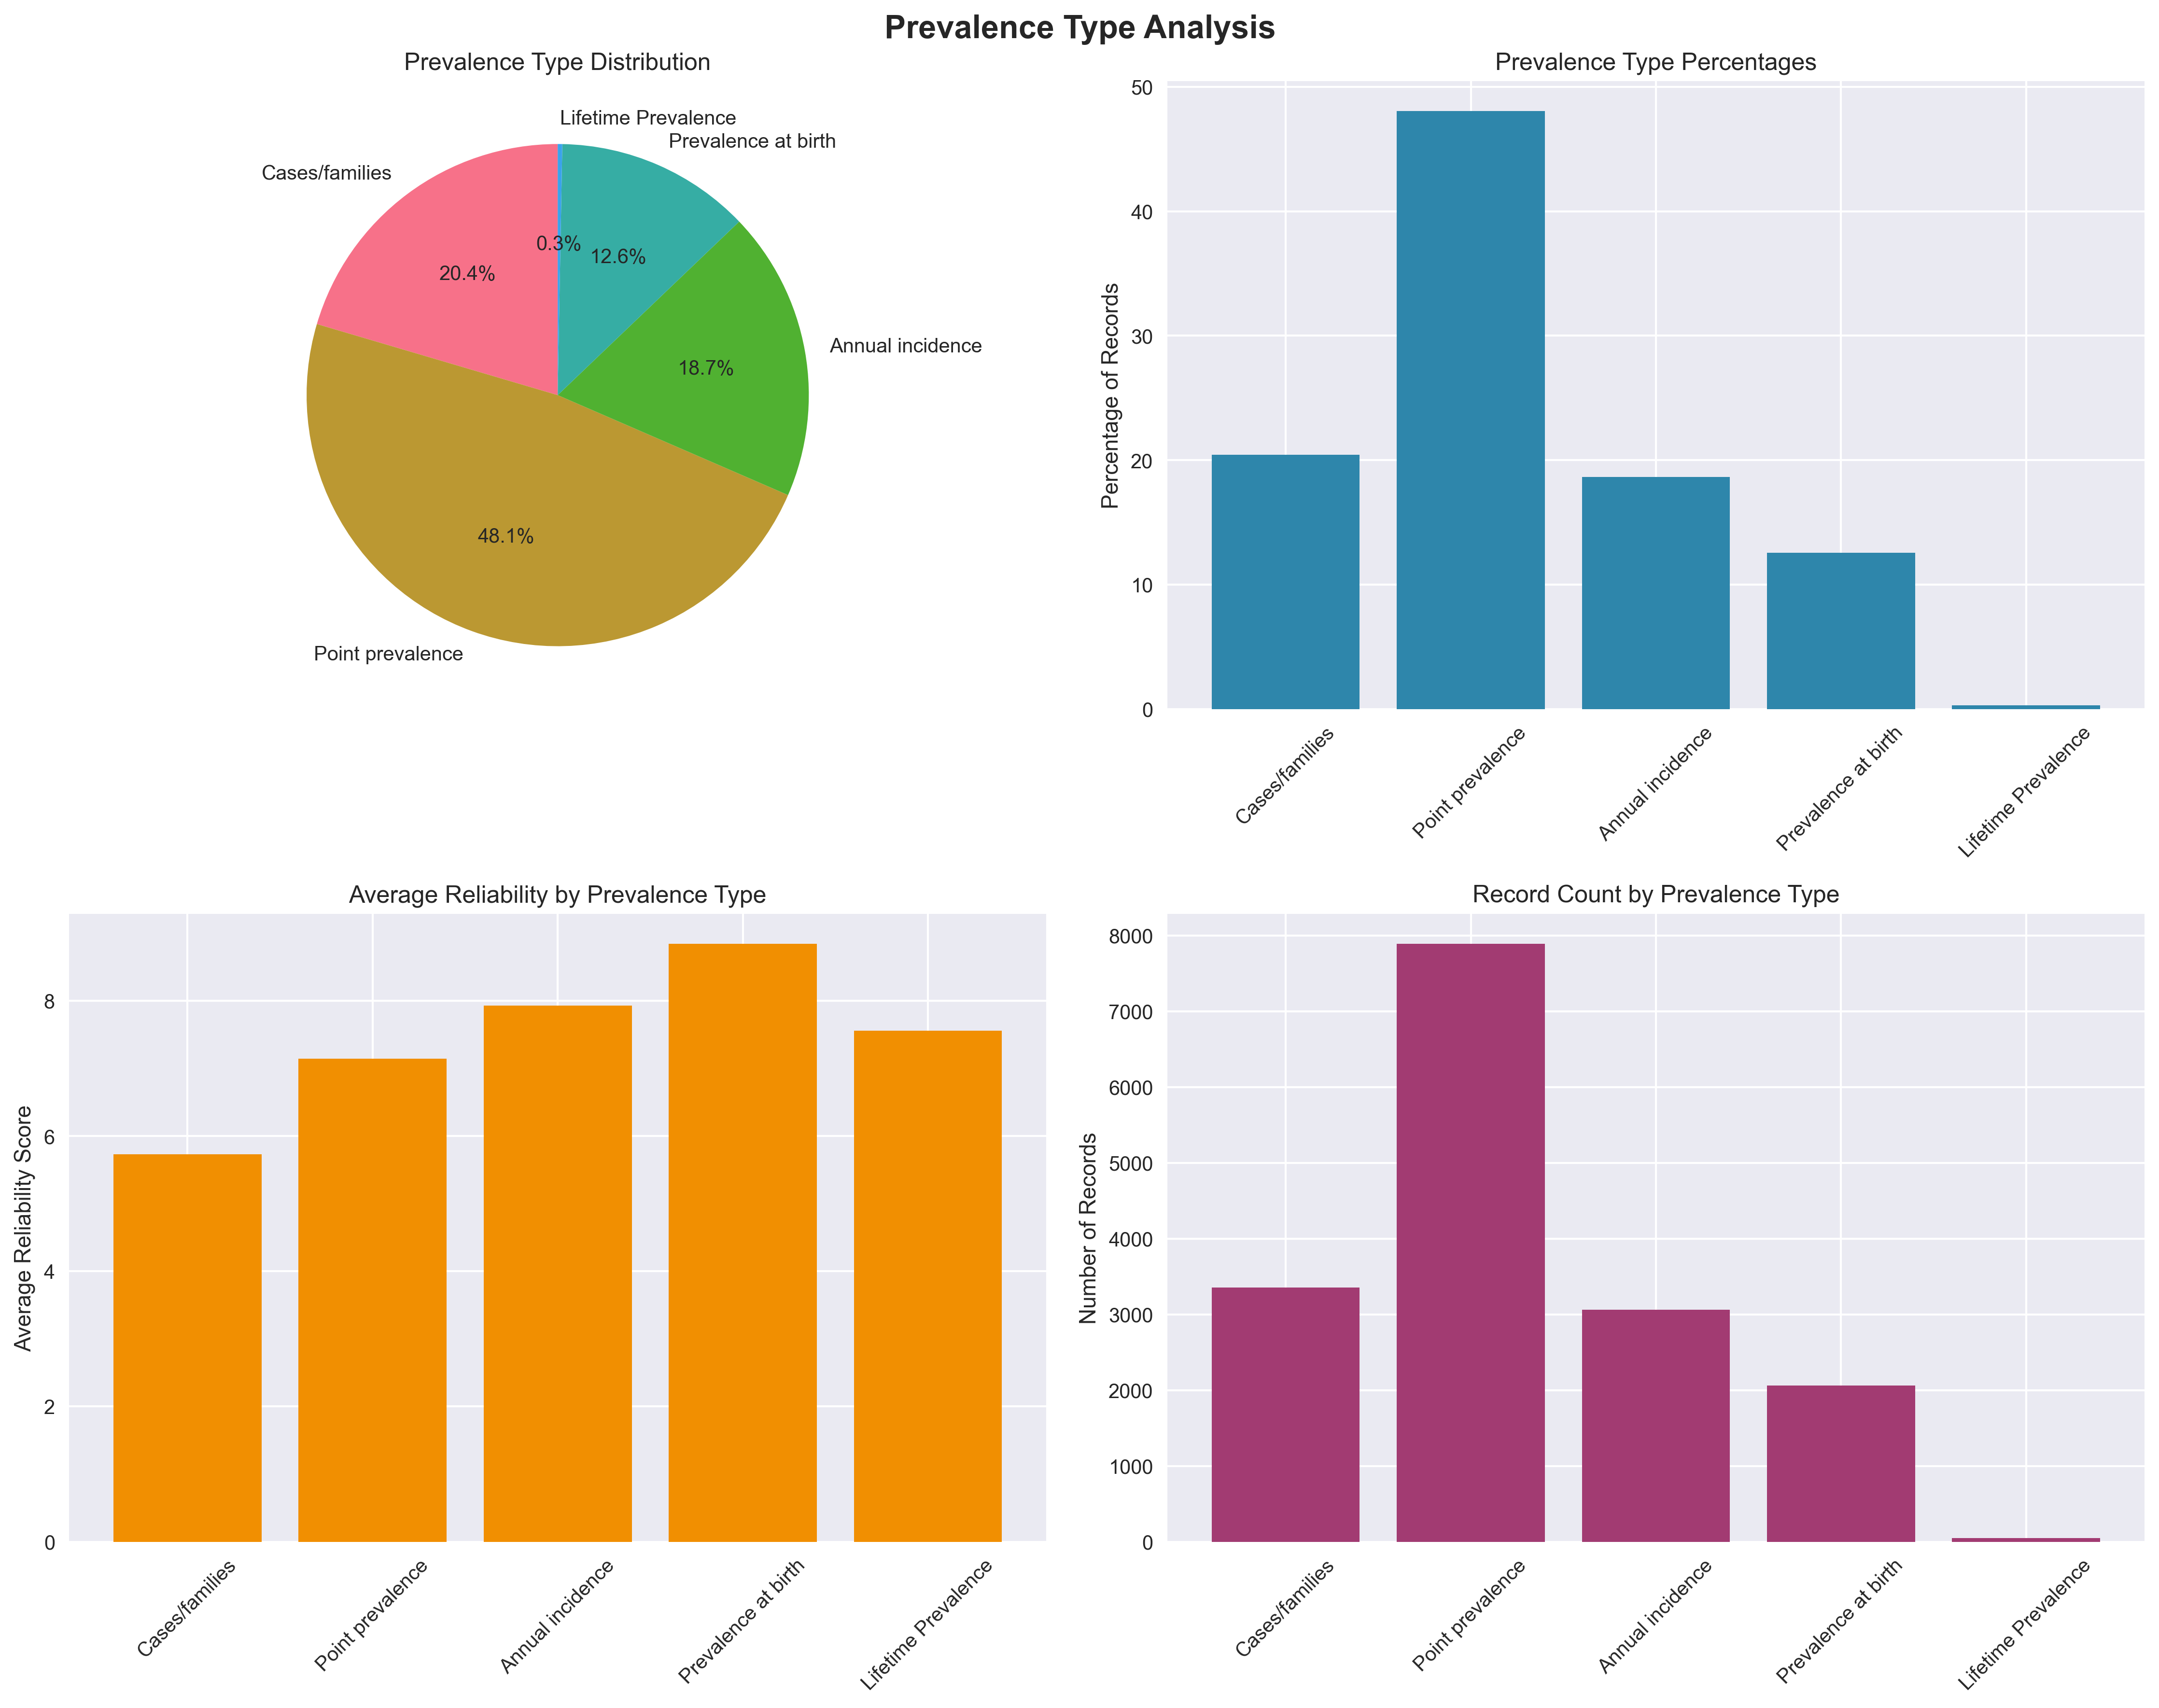 Prevalence Type Analysis
Prevalence Type Distribution
Lifetime Prevalence
Prevalence at birth
Cases/families
0.3%
12.6%
20.4%
Annual incidence
18.7%
48.1%
Point prevalence
Prevalence Type Percentages
Percentage of Records
50
40
30
20
10
0
Cases/families
Point prevalence
Annual incidence
Prevalence at birth
Lifetime Prevalence
Average Reliability by Prevalence Type
Average Reliability Score
8
6
4
2
0
Cases/families
Point prevalence
Annual incidence
Prevalence at birth
Lifetime Prevalence
Record Count by Prevalence Type
Number of Records
8000
7000
6000
5000
4000
3000
2000
1000
0
Cases/families
Point prevalence
Annual incidence
Prevalence at birth
Lifetime Prevalence